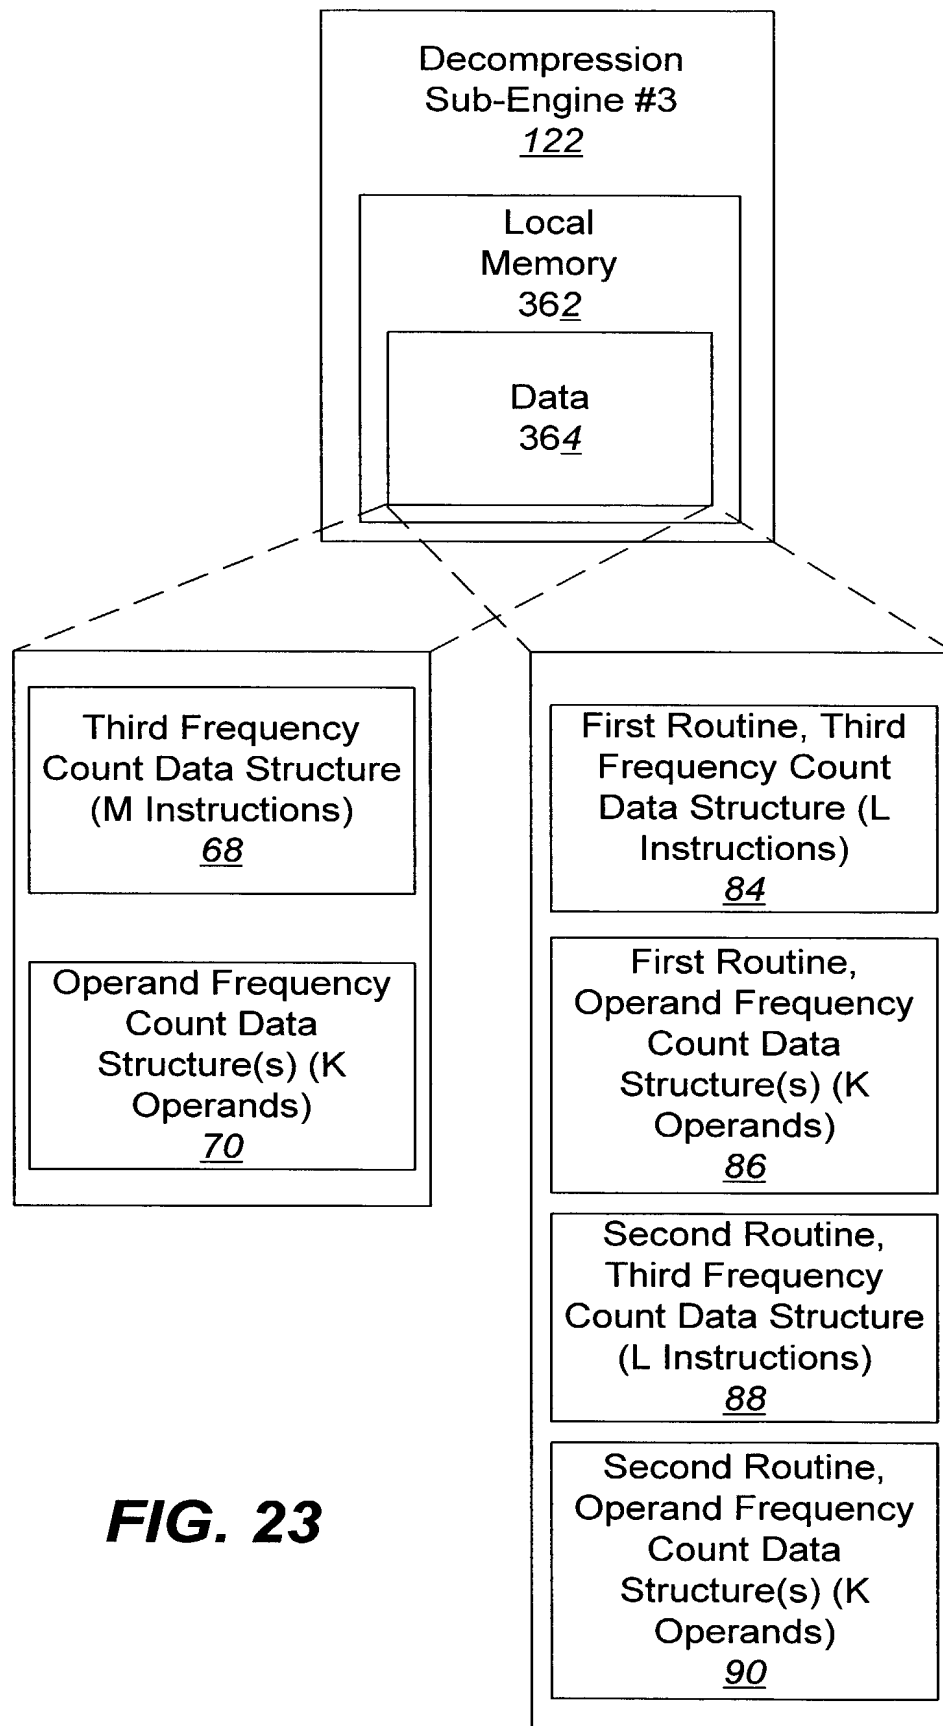 Decompression
Sub-Engine #3
122
Local
Memory
362
Data
364
Third Frequency
Count Data Structure
(M Instructions)
68
Operand Frequency
Count Data
Structure(s) (K
Operands)
70
First Routine, Third
Frequency Count
Data Structure (L
Instructions)
84
First Routine,
Operand Frequency
Count Data
Structure(s) (K
Operands)
86
Second Routine,
Third Frequency
Count Data Structure
(L Instructions)
88
Second Routine,
Operand Frequency
Count Data
Structure(s) (K
Operands)
90
FIG. 23